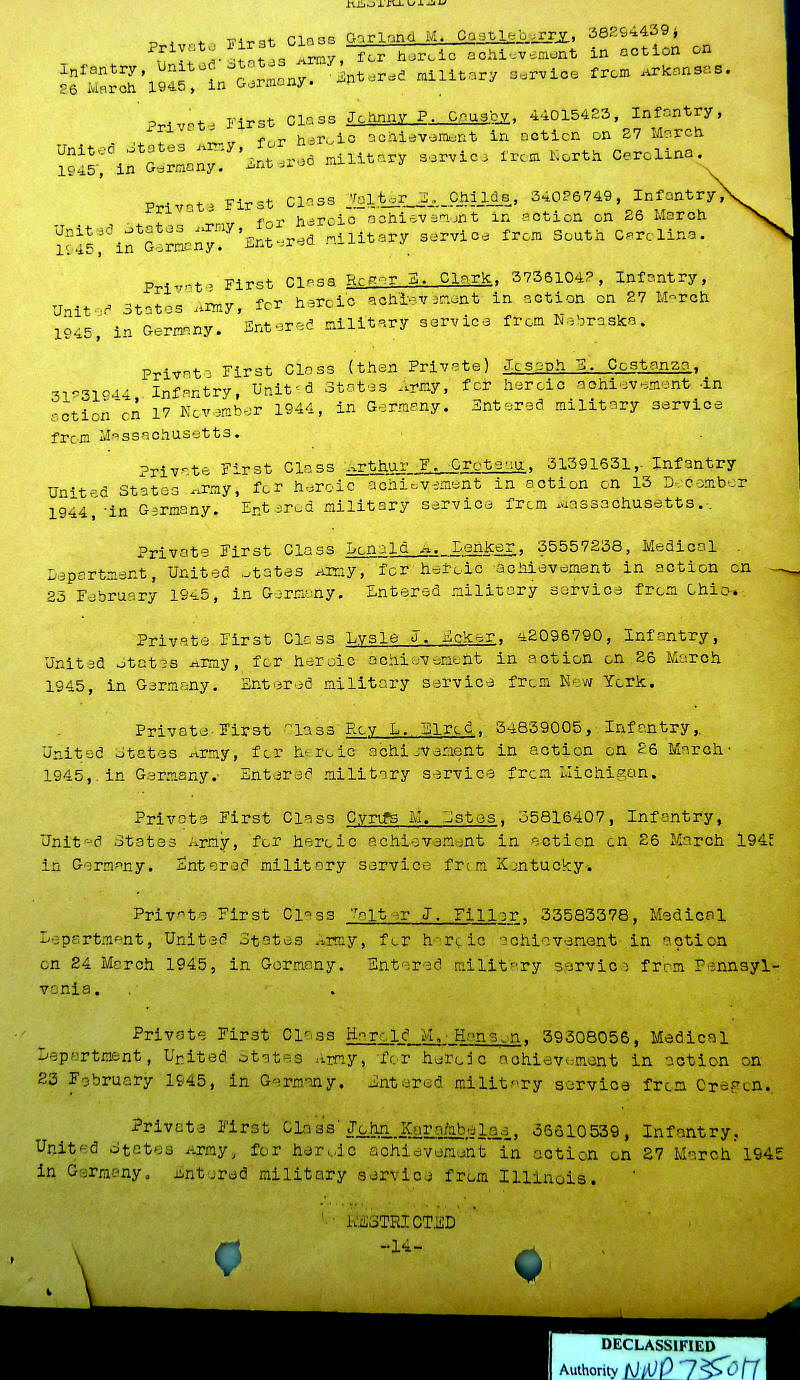 RESTRICTED
Private First Class Garland M. Castleberry, 38294439,
Infantry, United States Army, for heroic achievement in action on
26 March 1945, in Germany. Entered military service from Arkansas.
Private First Class Johnny P. Causby, 44015423, Infantry,
United States Army, for heroic achievement in action on 27 March
1945, in Germany. Entered military service from North Carolina.
Private First Class Walter E. Childs, 34026749, Infantry,
United States Army, for heroic achievement in action on 26 March
1945, in Germany. Entered military service from South Carolina.
Private First Class Roger E. Clark, 37361042, Infantry,
United States Army, for heroic achievement in action on 27 March
1945, in Germany. Entered military service from Nebraska.
Private First Class (then Private) Joseph E. Costanza,
31231944, Infantry, United States Army, for heroic achievement in
action on 17 November 1944, in Germany. Entered military service
from Massachusetts.
Private First Class Arthur F. Croteau, 31391631, Infantry
United States Army, for heroic achievement in action on 13 December
1944, in Germany. Entered military service from Massachusetts.
Private First Class Donald A. Denker, 35557238, Medical
Department, United States Army, for heroic achievement in action on
23 February 1945, in Germany. Entered military service from Ohio.
Private First Class Lysle J. Ecker, 42096790, Infantry,
United States Army, for heroic achievement in action on 26 March
1945, in Germany. Entered military service from New York.
Private First Class Roy L. Elrod, 34839005, Infantry,
United States Army, for heroic achievement in action on 26 March
1945, in Germany. Entered military service from Michigan.
Private First Class Cyrus M. Estes, 35816407, Infantry,
United States Army, for heroic achievement in action on 26 March 1945
in Germany. Entered military service from Kentucky.
Private First Class Walter J. Filler, 33583378, Medical
Department, United States Army, for heroic achievement in action
on 24 March 1945, in Germany. Entered military service from Pennsyl-
vania.
Private First Class Harold M. Hanson, 39308056, Medical
Department, United States Army, for heroic achievement in action on
23 February 1945, in Germany. Entered military service from Oregon.
Private First Class John Karambelas, 36610539, Infantry,
United States Army, for heroic achievement in action on 27 March 1945
in Germany. Entered military service from Illinois.
RESTRICTED
-14-
DECLASSIFIED
Authority NND 735017